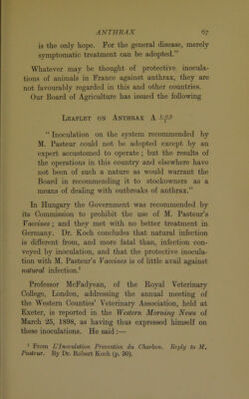 ANTHRAX 67
is the only hope. For the general disease, merely
symptomatic treatment can be adopted."
Whatever may be thought of protective inocula-
tions of animals in France against anthrax, they are
not favourably regarded in this and other countries.
Our Board of Agriculture has issued the following
LEAFLET ON ANTHRAX A
"Inoculation on the system recommended by
M. Pasteur could not be adopted except by an
expert accustomed to operate; but the results of
the operations in this country and elsewhere have
not been of such a nature as would warrant the
Board in recommending it to stockowners as a
means of dealing with outbreaks of anthrax."
In Hungary the Government was recommended by
its Commission to prohibit the use of M. Pasteur's
Vaccines; and they met with no better treatment in
Germany. Dr. Koch concludes that natural infection
is different from, and more fatal than, infection con-
veyed by inoculation, and that the protective inocula-
tion with M. Pasteur's Vaccines is of little avail against
natural infection.¹
Professor McFadyean, of the Royal Veterinary
College, London, addressing the annual meeting of
the Western Counties' Veterinary Association, held at
Exeter, is reported in the Western Morning News of
March 25, 1898, as having thus expressed himself on
these inoculations. He said:—
¹ From L'Inoculation Preventive du Charbon. Reply to M.
Pasteur. By Dr. Robert Koch (p. 30).